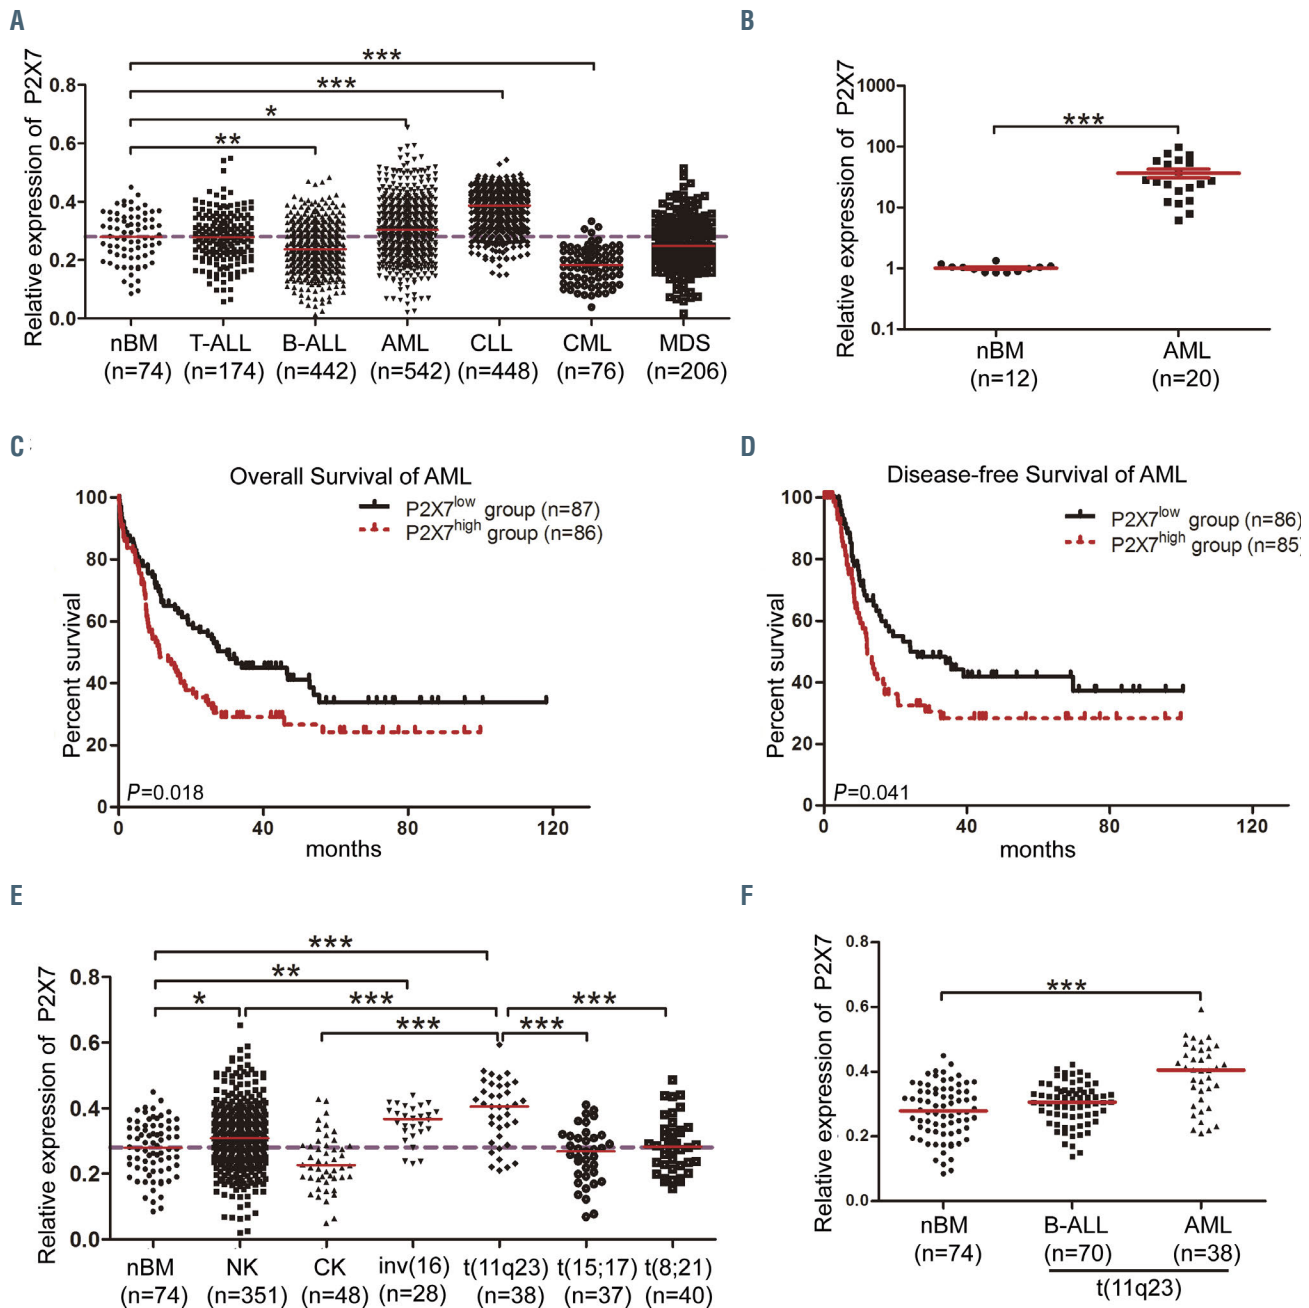 A
Relative expression of P2X7
0.8
0.6
0.4
0.2
0.0
***
***
*
**
nBM T-ALL B-ALL AML CLL CML MDS
(n=74) (n=174) (n=442) (n=542) (n=448) (n=76) (n=206)
B
Relative expression of P2X7
1000
100
10
1
0.1
***
nBM AML
(n=12) (n=20)
C
Overall Survival of AML
P2X7low group (n=87)
P2X7high group (n=86)
Percent survival
100
80
60
40
20
0
P=0.018
0 40 80 120
months
D
Disease-free Survival of AML
P2X7low group (n=86)
P2X7high group (n=85)
Percent survival
100
80
60
40
20
0
P=0.041
0 40 80 120
months
E
Relative expression of P2X7
0.8
0.6
0.4
0.2
0.0
***
**
* *** ***
*** ***
nBM NK CK inv(16) t(11q23) t(15;17) t(8;21)
(n=74) (n=351) (n=48) (n=28) (n=38) (n=37) (n=40)
F
Relative expression of P2X7
0.8
0.6
0.4
0.2
0.0
***
nBM B-ALL AML
(n=74) (n=70) (n=38)
t(11q23)